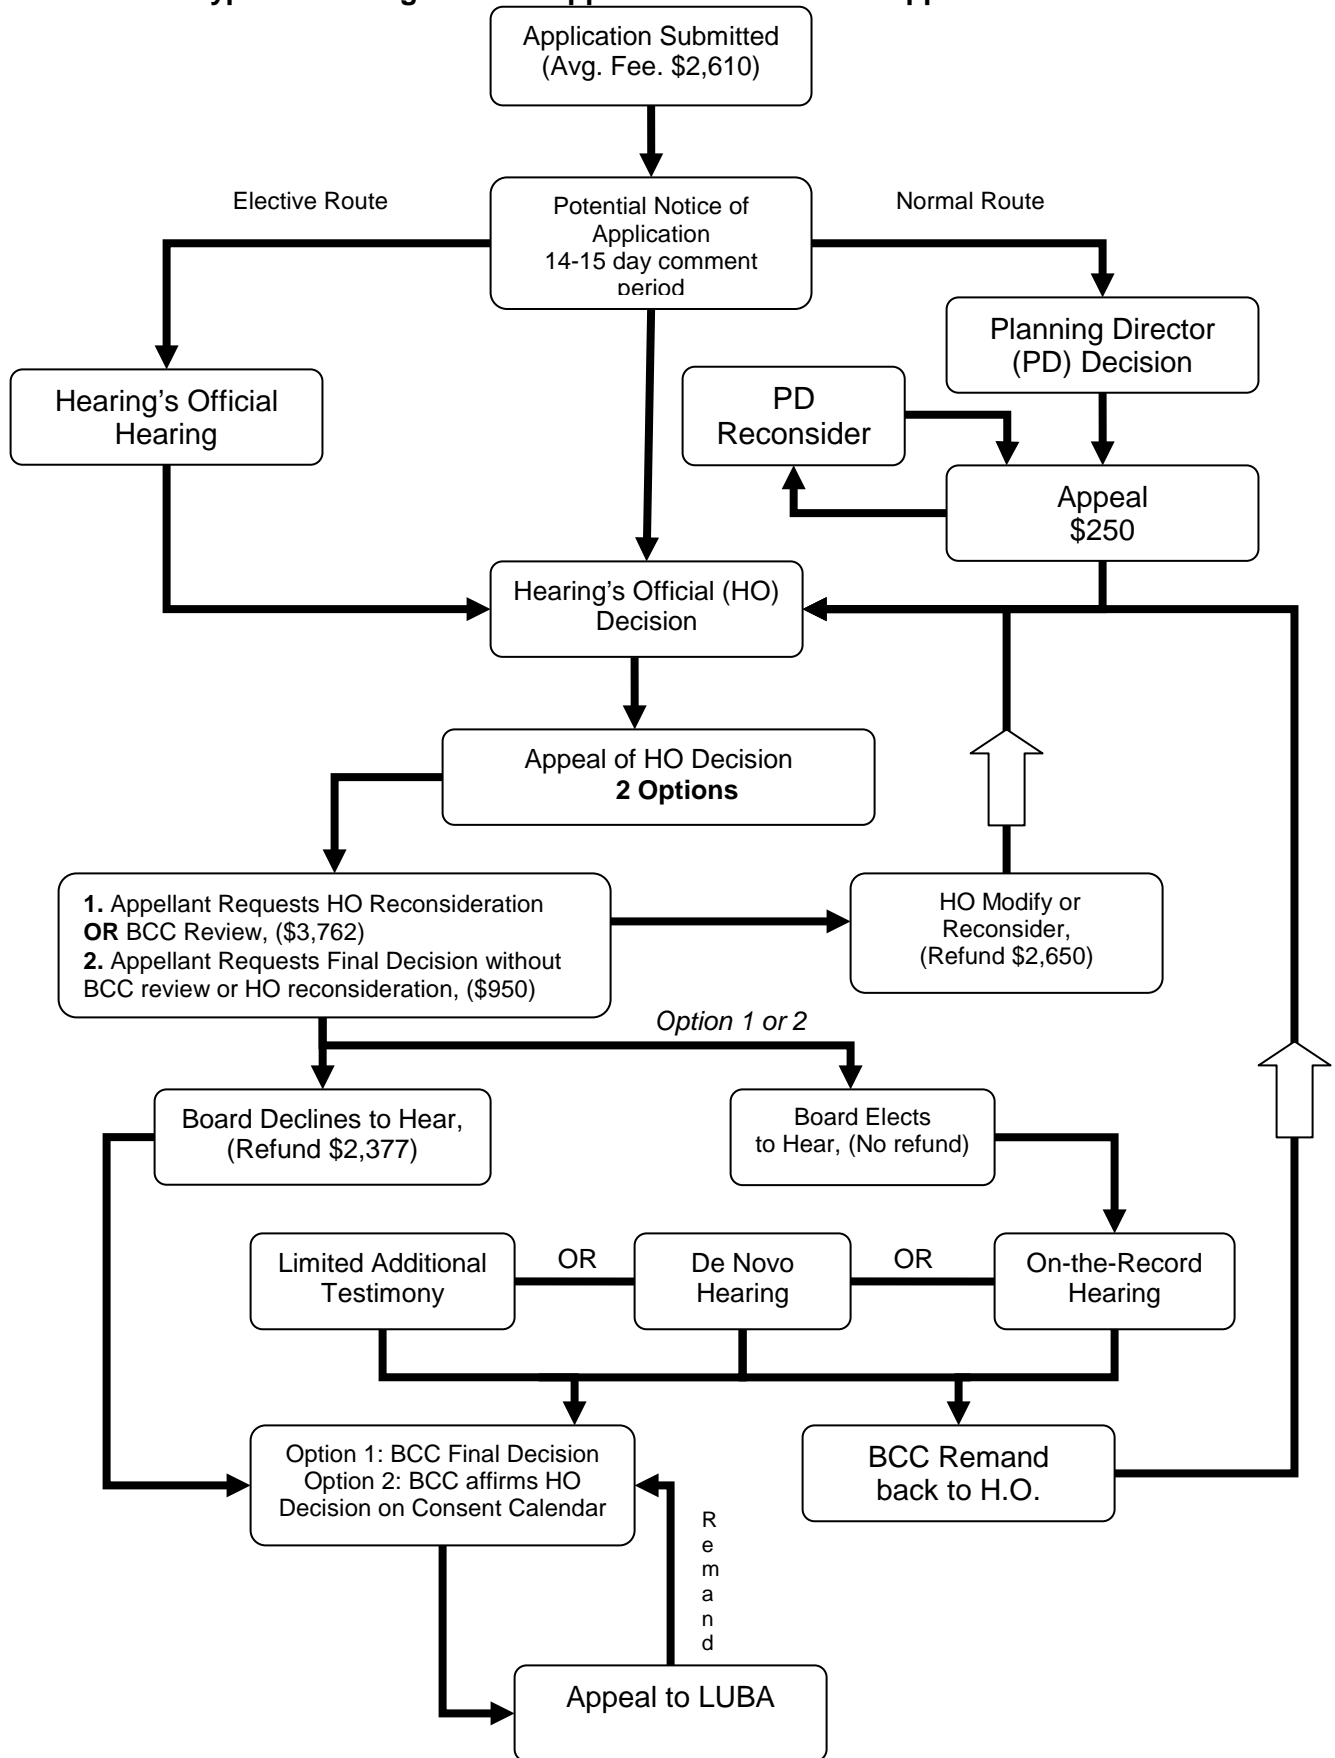 Application Submitted
(Avg. Fee. $2,610)
Elective Route
Potential Notice of
Application
14-15 day comment
period
Normal Route
Planning Director
(PD) Decision
Hearing’s Official
Hearing
PD
Reconsider
Appeal
$250
Hearing’s Official (HO)
Decision
Appeal of HO Decision
2 Options
1. Appellant Requests HO Reconsideration
OR BCC Review, ($3,762)
2. Appellant Requests Final Decision without
BCC review or HO reconsideration, ($950)
HO Modify or
Reconsider,
(Refund $2,650)
Option 1 or 2
Board Declines to Hear,
(Refund $2,377)
Board Elects
to Hear, (No refund)
Limited Additional
Testimony
OR
De Novo
Hearing
OR
On-the-Record
Hearing
Option 1: BCC Final Decision
Option 2: BCC affirms HO
Decision on Consent Calendar
BCC Remand
back to H.O.
Remand
Appeal to LUBA